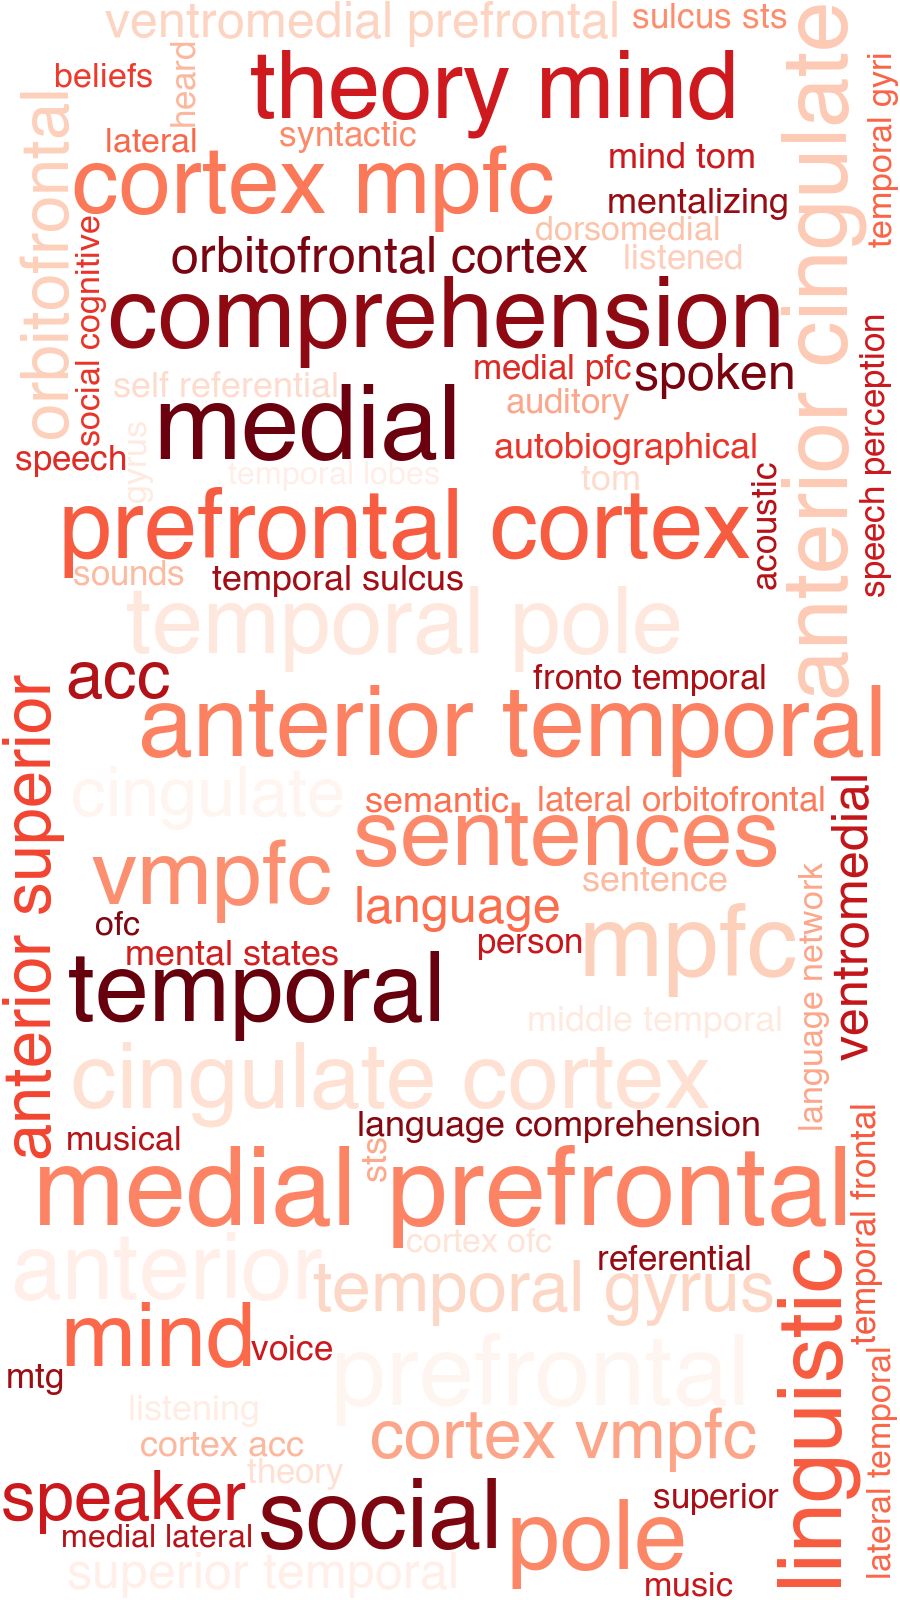 ventromedial prefrontal
sulcus sts
beliefs
heard
theory mind
anterior cingulate
temporal gyri
orbitofrontal
lateral
syntactic
cortex mpfc
mind tom
mentalizing
dorsomedial
social cognitive
orbitofrontal cortex
listened
comprehension
speech perception
medial pfc
spoken
self referential
medial
auditory
gyrus
autobiographical
speech
temporal lobes
tom
acoustic
prefrontal cortex
sounds
temporal sulcus
temporal pole
acc
fronto temporal
anterior superior
anterior temporal
cingulate
semantic
lateral orbitofrontal
ventromedial
sentences
vmpfc
sentence
language network
language
ofc
person
mpfc
mental states
temporal
middle temporal
cingulate cortex
language comprehension
temporal frontal
musical
sts
medial prefrontal
anterior
cortex ofc
referential
linguistic
temporal gyrus
mind
voice
prefrontal
lateral temporal
mtg
listening
cortex vmpfc
cortex acc
theory
speaker
social
superior
pole
medial lateral
superior temporal
music